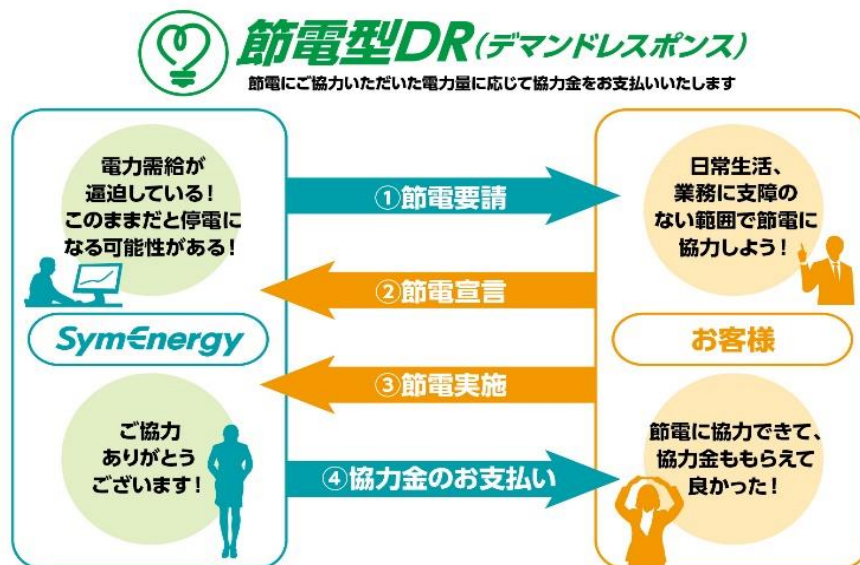 節電型DR(デマンドレスポンス)
節電にご協力いただいた電力量に応じて協力金をお支払いいたします
電力需給が
逼迫している!
このままだと停電に
なる可能性がある!
①節電要請
日常生活、
業務に支障の
ない範囲で節電に
協力しよう!
②節電宣言
SymEnergy
お客様
③節電実施
ご協力
ありがとう
ございます!
④協力金のお支払い
節電に協力できて、
協力金ももらえて
良かった!